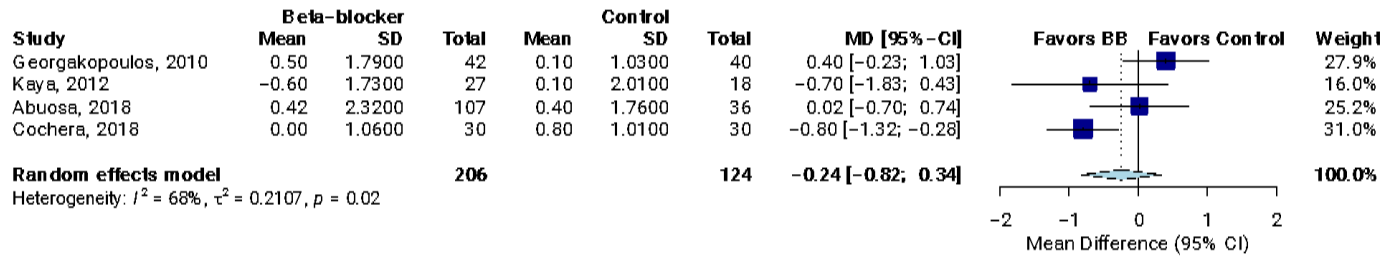 Beta-blocker Control
Study Mean SD Total Mean SD Total MD [95%-CI] Favors BB Favors Control Weight
Georgakopoulos, 2010 0.50 1.7900 42 0.10 1.0300 40 0.40 [-0.23; 1.03] 27.9%
Kaya, 2012 -0.60 1.7300 27 0.10 2.0100 18 -0.70 [-1.83; 0.43] 16.0%
Abuosa, 2018 0.42 2.3200 107 0.40 1.7600 36 0.02 [-0.70; 0.74] 25.2%
Cochera, 2018 0.00 1.0600 30 0.80 1.0100 30 -0.80 [-1.32; -0.28] 31.0%
Random effects model 206 124 -0.24 [-0.82; 0.34] 100.0%
Heterogeneity: I² = 68%, τ² = 0.2107, p = 0.02
-2 -1 0 1 2
Mean Difference (95% CI)